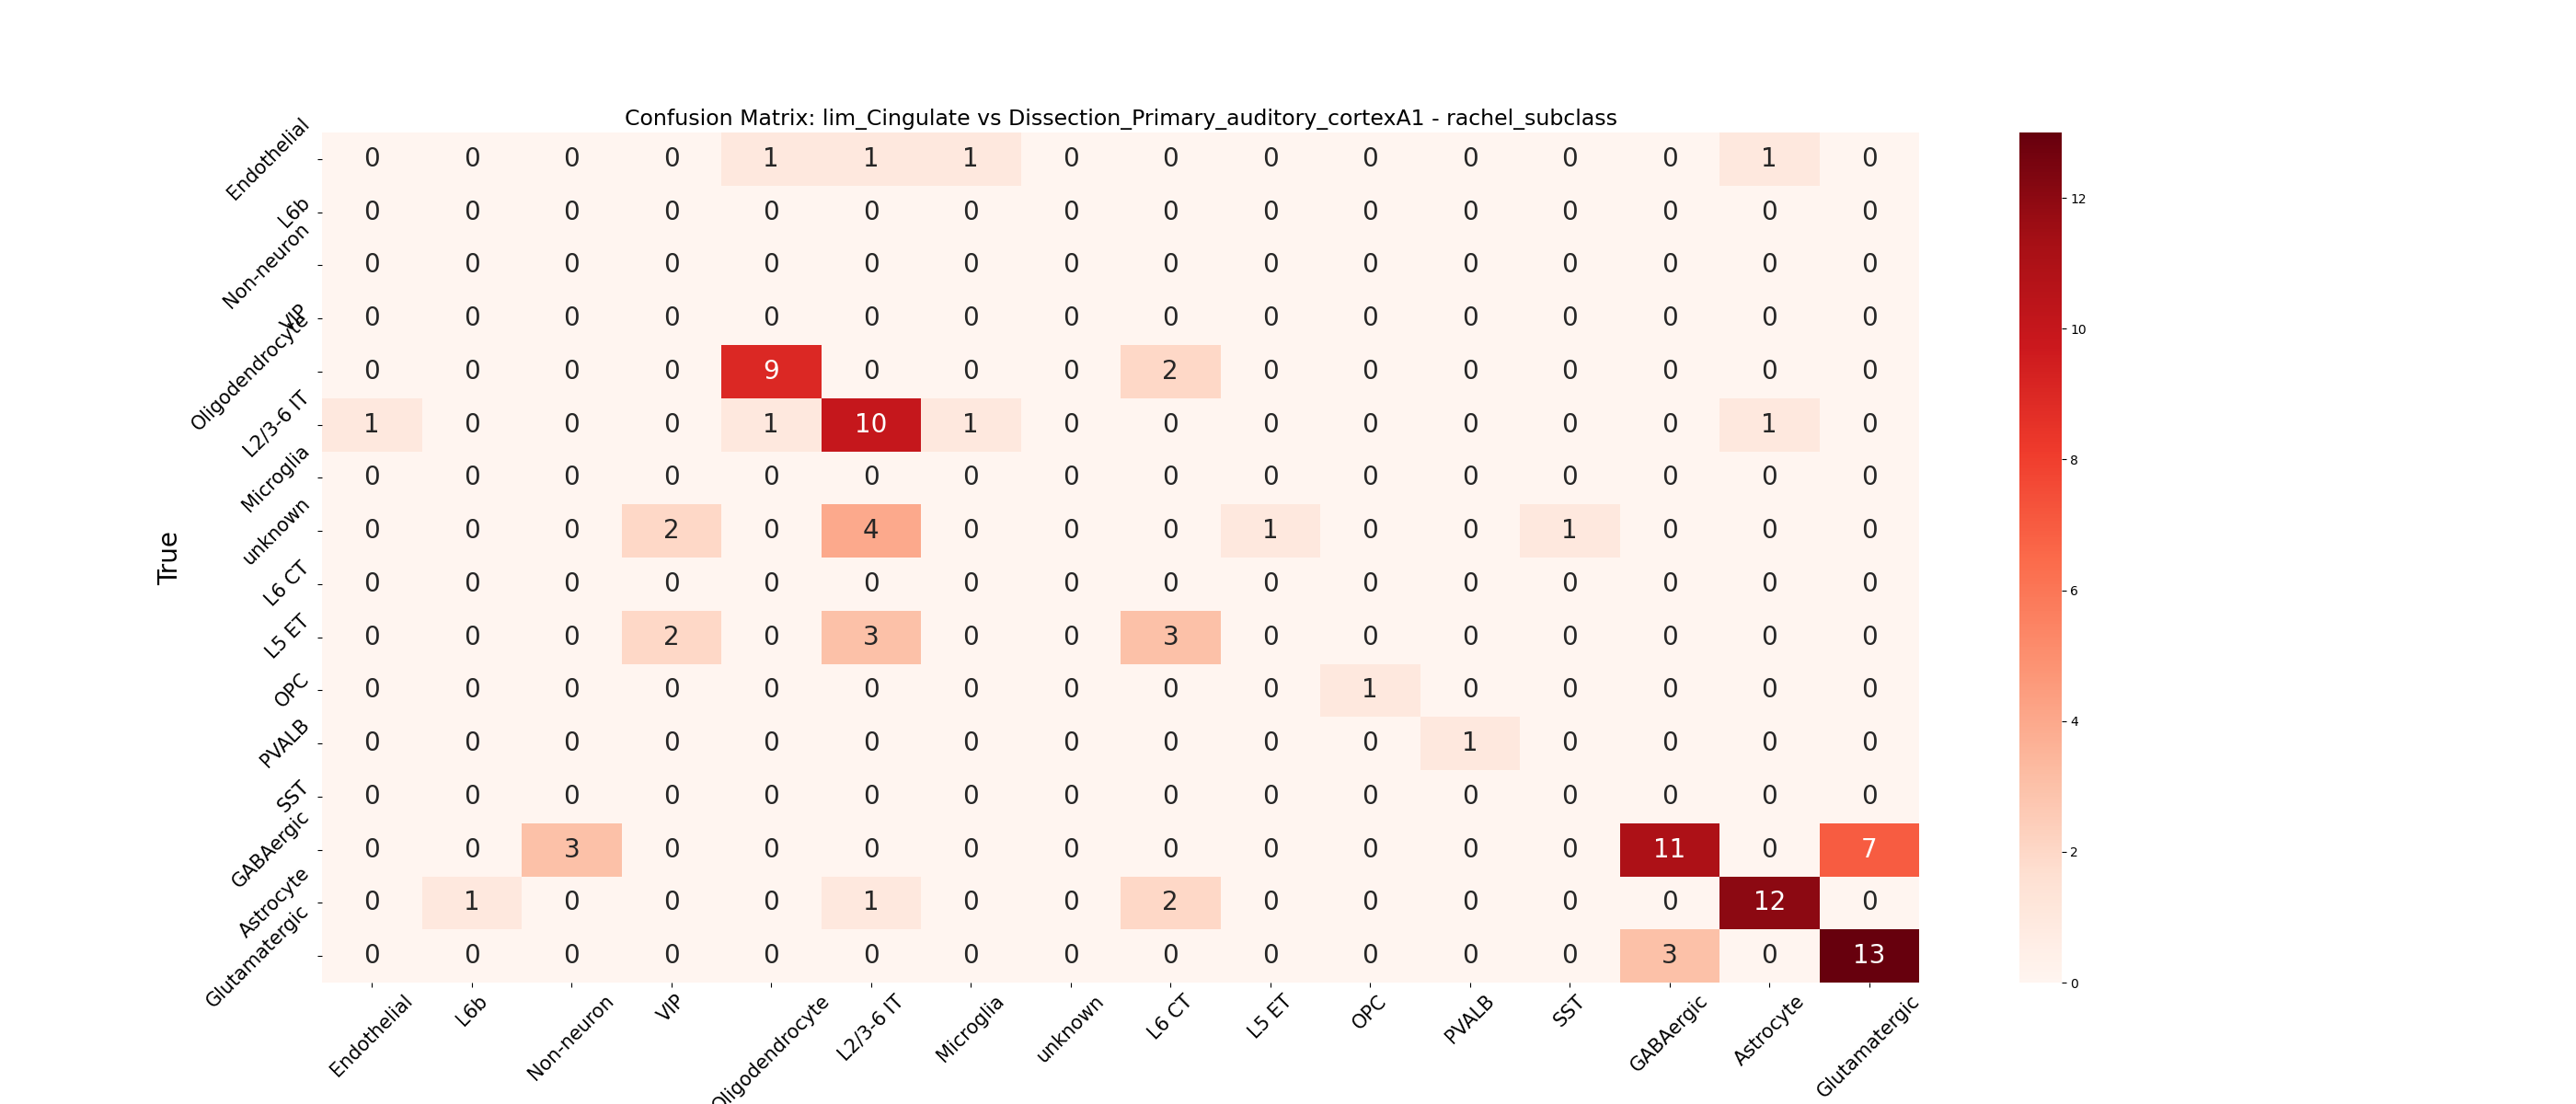 Confusion Matrix: lim_Cingulate vs Dissection_Primary_auditory_cortexA1 - rachel_subclass
True
Endothelial 0 0 0 0 1 1 1 0 0 0 0 0 0 0 1 0
L6b 0 0 0 0 0 0 0 0 0 0 0 0 0 0 0 0
Non-neuron 0 0 0 0 0 0 0 0 0 0 0 0 0 0 0 0
VIP 0 0 0 0 0 0 0 0 0 0 0 0 0 0 0 0
Oligodendrocyte 0 0 0 0 9 0 0 0 2 0 0 0 0 0 0 0
L2/3-6 IT 1 0 0 0 1 10 1 0 0 0 0 0 0 0 1 0
Microglia 0 0 0 0 0 0 0 0 0 0 0 0 0 0 0 0
unknown 0 0 0 2 0 4 0 0 0 1 0 0 1 0 0 0
L6 CT 0 0 0 0 0 0 0 0 0 0 0 0 0 0 0 0
L5 ET 0 0 0 2 0 3 0 0 3 0 0 0 0 0 0 0
OPC 0 0 0 0 0 0 0 0 0 0 1 0 0 0 0 0
PVALB 0 0 0 0 0 0 0 0 0 0 0 1 0 0 0 0
SST 0 0 0 0 0 0 0 0 0 0 0 0 0 0 0 0
GABAergic 0 0 3 0 0 0 0 0 0 0 0 0 0 11 0 7
Astrocyte 0 1 0 0 0 1 0 0 2 0 0 0 0 0 12 0
Glutamatergic 0 0 0 0 0 0 0 0 0 0 0 0 0 3 0 13
Endothelial L6b Non-neuron VIP Oligodendrocyte L2/3-6 IT Microglia unknown L6 CT L5 ET OPC PVALB SST GABAergic Astrocyte Glutamatergic
12
10
8
6
4
2
0